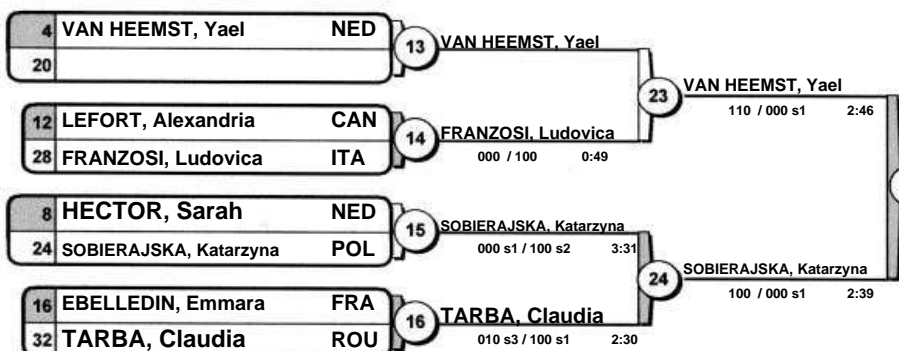 4 VAN HEEMST, Yael NED
20
13 VAN HEEMST, Yael
12 LEFORT, Alexandria CAN
28 FRANZOSI, Ludovica ITA
14 FRANZOSI, Ludovica
000 / 100 0:49
23 VAN HEEMST, Yael
110 / 000 s1 2:46
8 HECTOR, Sarah NED
24 SOBIERAJSKA, Katarzyna POL
15 SOBIERAJSKA, Katarzyna
000 s1 / 100 s2 3:31
16 EBELLEDIN, Emmara FRA
32 TARBA, Claudia ROU
16 TARBA, Claudia
010 s3 / 100 s1 2:30
24 SOBIERAJSKA, Katarzyna
100 / 000 s1 2:39